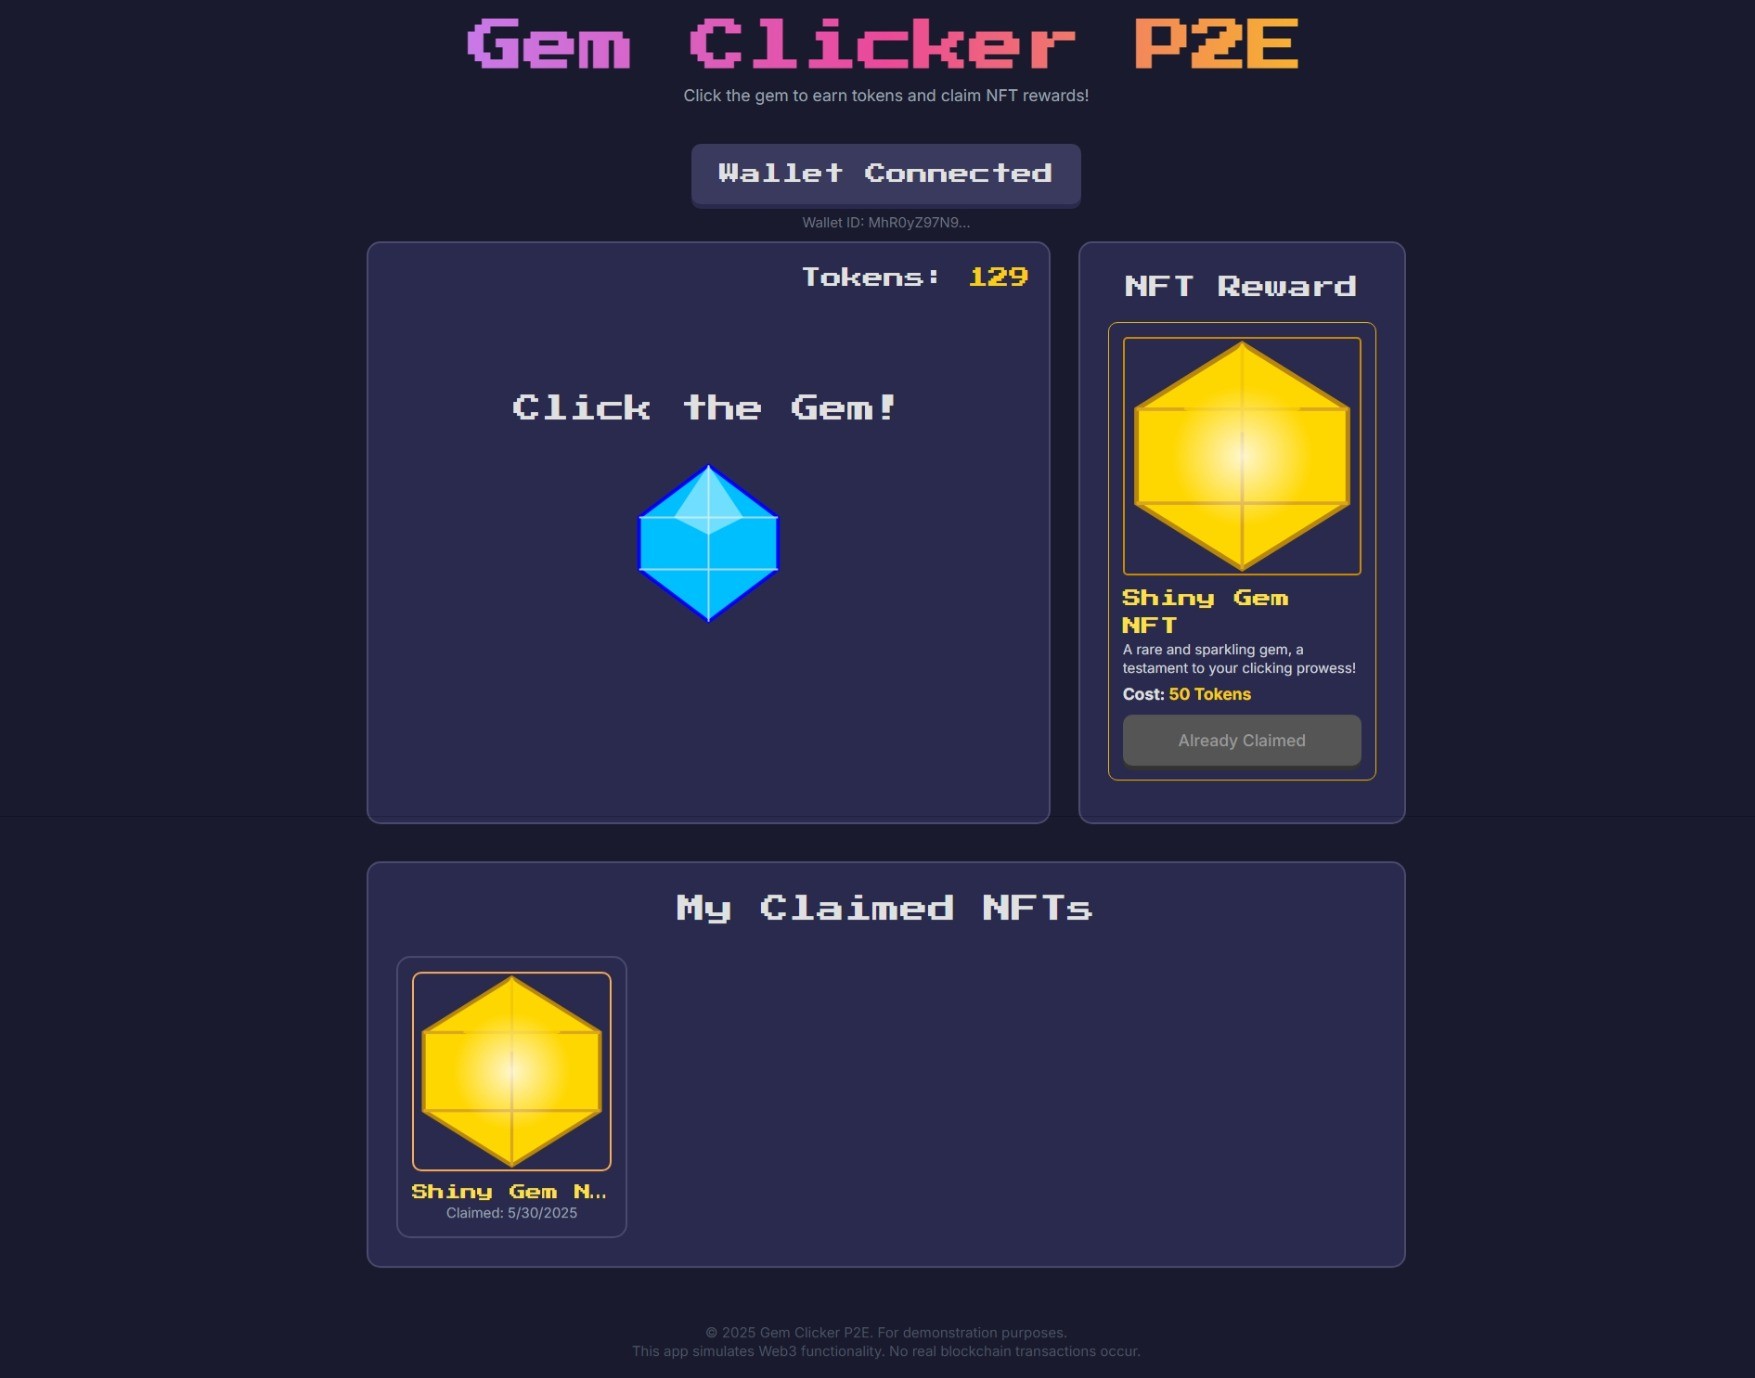 Gem Clicker P2E
Click the gem to earn tokens and claim NFT rewards!
Wallet Connected
Wallet ID: MhR0yZ97N9...
Tokens: 129
Click the Gem!
NFT Reward
Shiny Gem
NFT
A rare and sparkling gem, a
testament to your clicking prowess!
Cost: 50 Tokens
Already Claimed
My Claimed NFTs
Shiny Gem N...
Claimed: 5/30/2025
© 2025 Gem Clicker P2E. For demonstration purposes.
This app simulates Web3 functionality. No real blockchain transactions occur.